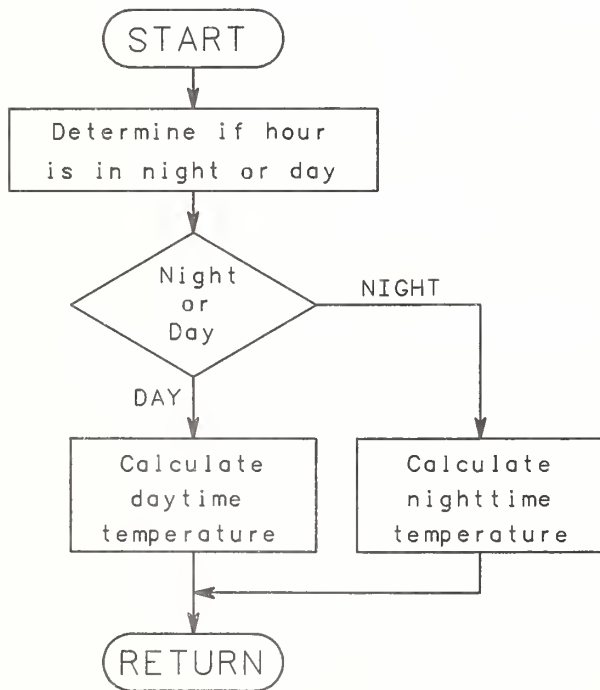 START
Determine if hour
is in night or day
Night
or
Day
NIGHT
DAY
Calculate
daytime
temperature
Calculate
nighttime
temperature
RETURN